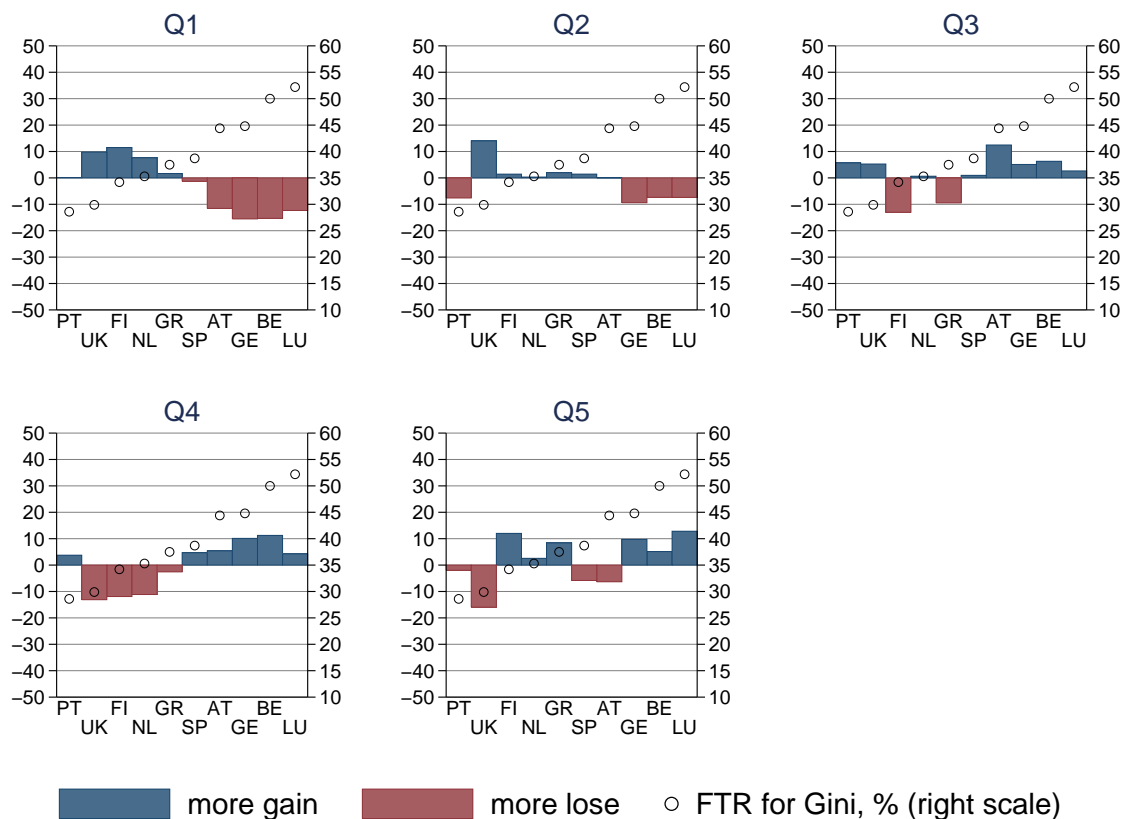 Q1
Q2
Q3
50 60 50 60 50 60
40 55 40 55 40 55
30 50 30 50 30 50
20 45 20 45 20 45
10 40 10 40 10 40
0 35 0 35 0 35
−10 30 −10 30 −10 30
−20 25 −20 25 −20 25
−30 20 −30 20 −30 20
−40 15 −40 15 −40 15
−50 10 −50 10 −50 10
PT FI GR AT BE PT FI GR AT BE PT FI GR AT BE
UK NL SP GE LU UK NL SP GE LU UK NL SP GE LU
Q4
Q5
50 60 50 60
40 55 40 55
30 50 30 50
20 45 20 45
10 40 10 40
0 35 0 35
−10 30 −10 30
−20 25 −20 25
−30 20 −30 20
−40 15 −40 15
−50 10 −50 10
PT FI GR AT BE PT FI GR AT BE
UK NL SP GE LU UK NL SP GE LU
more gain more lose FTR for Gini, % (right scale)